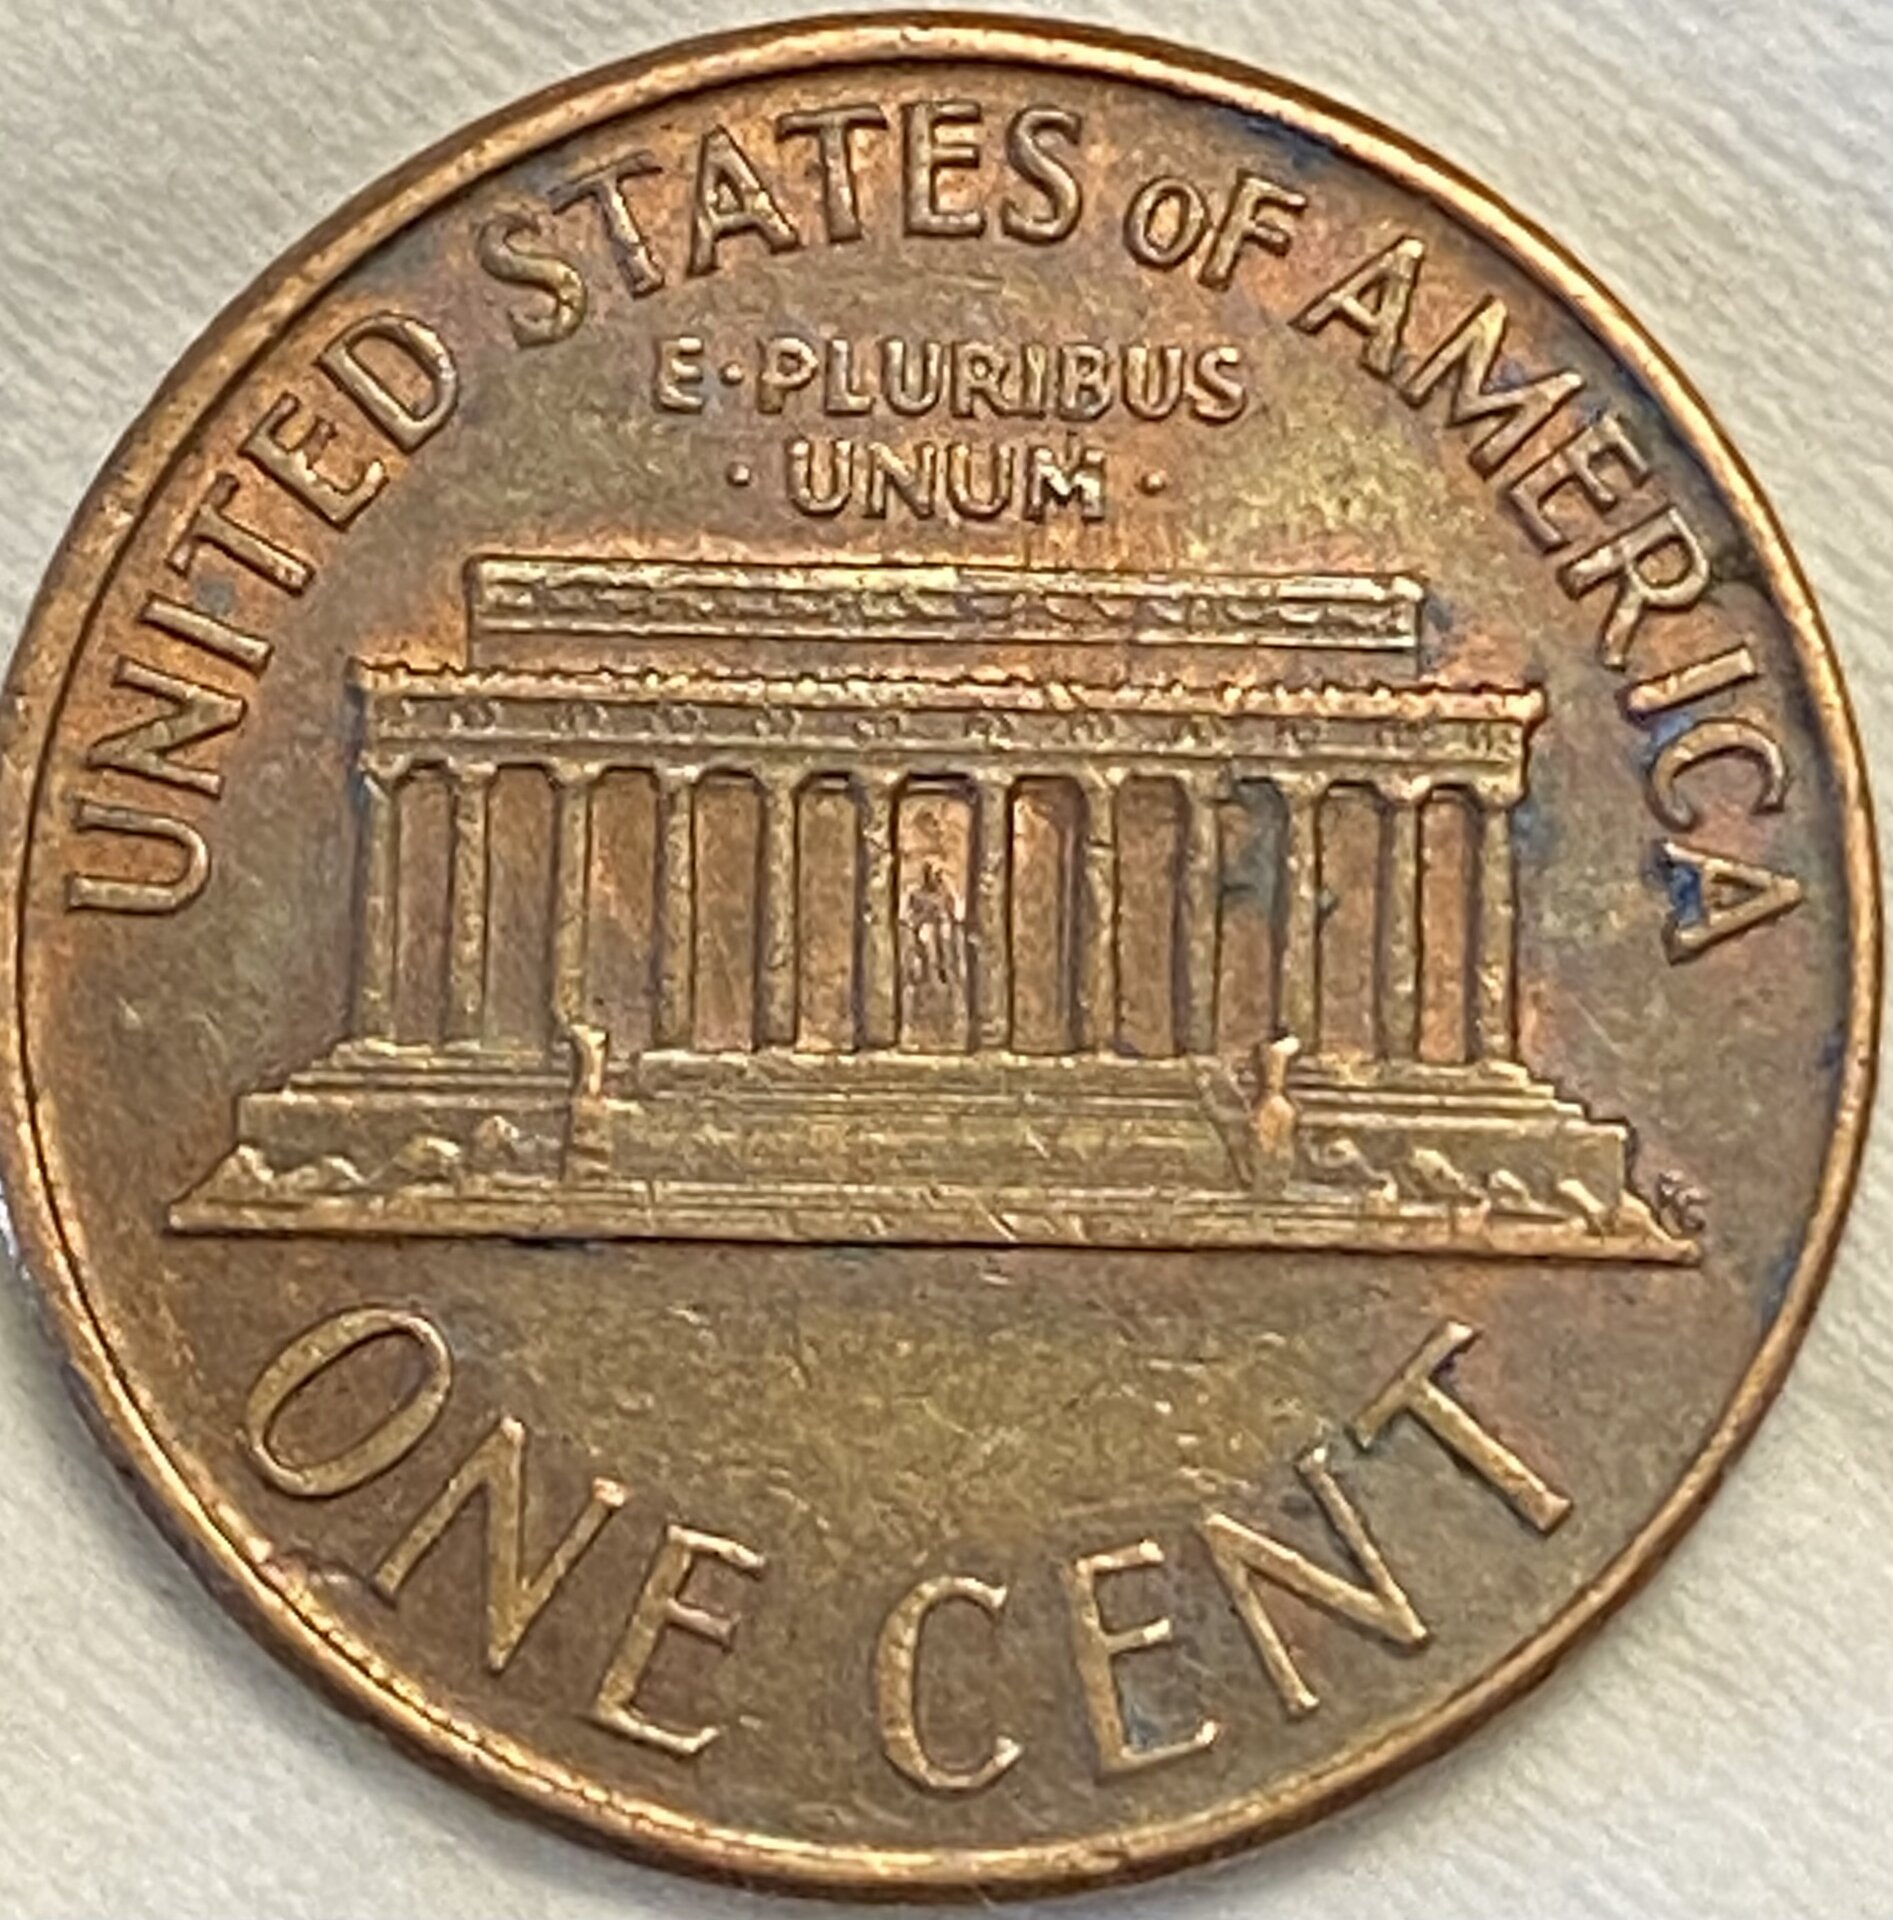 UNITED STATES OF AMERICA
E·PLURIBUS
·UNUM·
ONE CENT